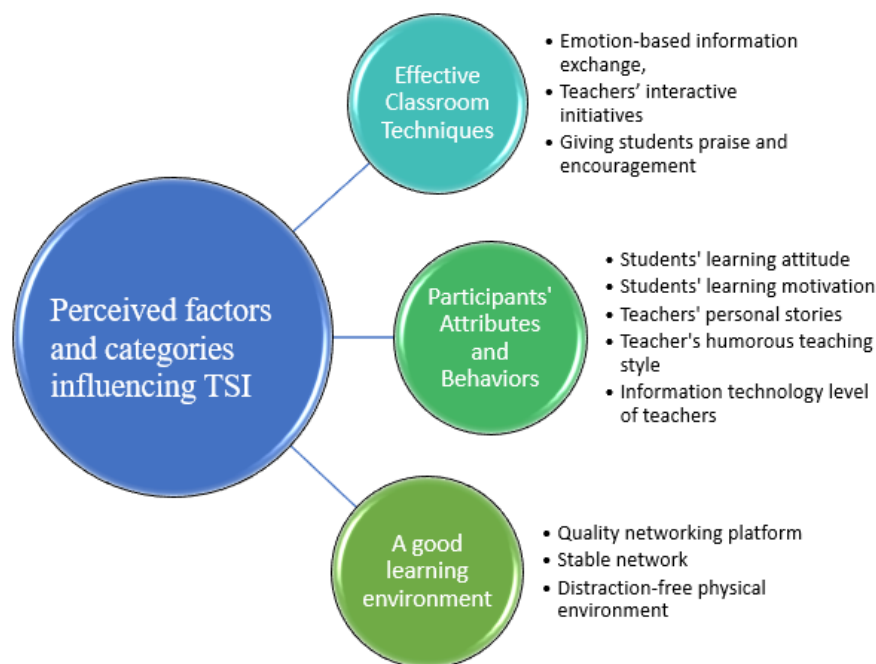 Perceived factors
and categories
influencing TSI
Effective
Classroom
Techniques
• Emotion-based information
exchange,
• Teachers’ interactive
initiatives
• Giving students praise and
encouragement
Participants'
Attributes
and
Behaviors
• Students' learning attitude
• Students' learning motivation
• Teachers' personal stories
• Teacher's humorous teaching
style
• Information technology level
of teachers
A good
learning
environment
• Quality networking platform
• Stable network
• Distraction-free physical
environment